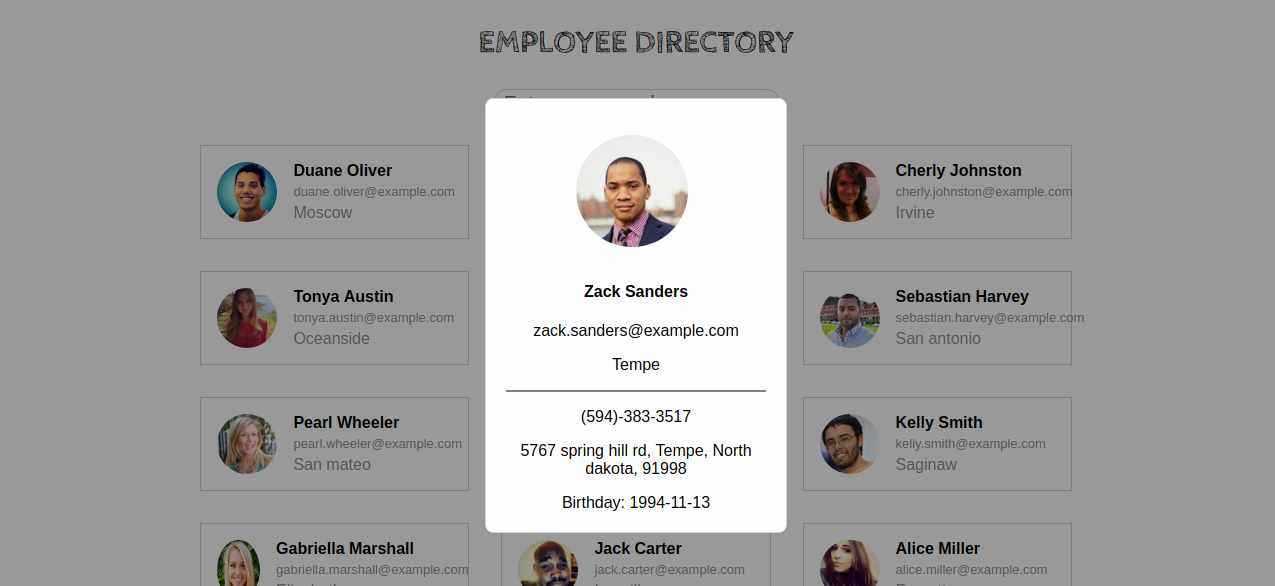 EMPLOYEE DIRECTORY
Duane Oliver
duane.oliver@example.com
Moscow
Cherly Johnston
cherly.johnston@example.com
Irvine
Tonya Austin
tonya.austin@example.com
Oceanside
Sebastian Harvey
sebastian.harvey@example.com
San antonio
Pearl Wheeler
pearl.wheeler@example.com
San mateo
Kelly Smith
kelly.smith@example.com
Saginaw
Zack Sanders
zack.sanders@example.com
Tempe
(594)-383-3517
5767 spring hill rd, Tempe, North
dakota, 91998
Birthday: 1994-11-13
Gabriella Marshall
gabriella.marshall@example.com
Jack Carter
jack.carter@example.com
Alice Miller
alice.miller@example.com